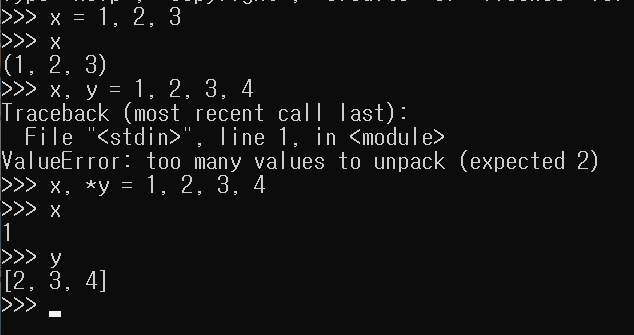 >>> x = 1, 2, 3
>>> x
(1, 2, 3)
>>> x, y = 1, 2, 3, 4
Traceback (most recent call last):
  File "<stdin>", line 1, in <module>
ValueError: too many values to unpack (expected 2)
>>> x, *y = 1, 2, 3, 4
>>> x
1
>>> y
[2, 3, 4]
>>>